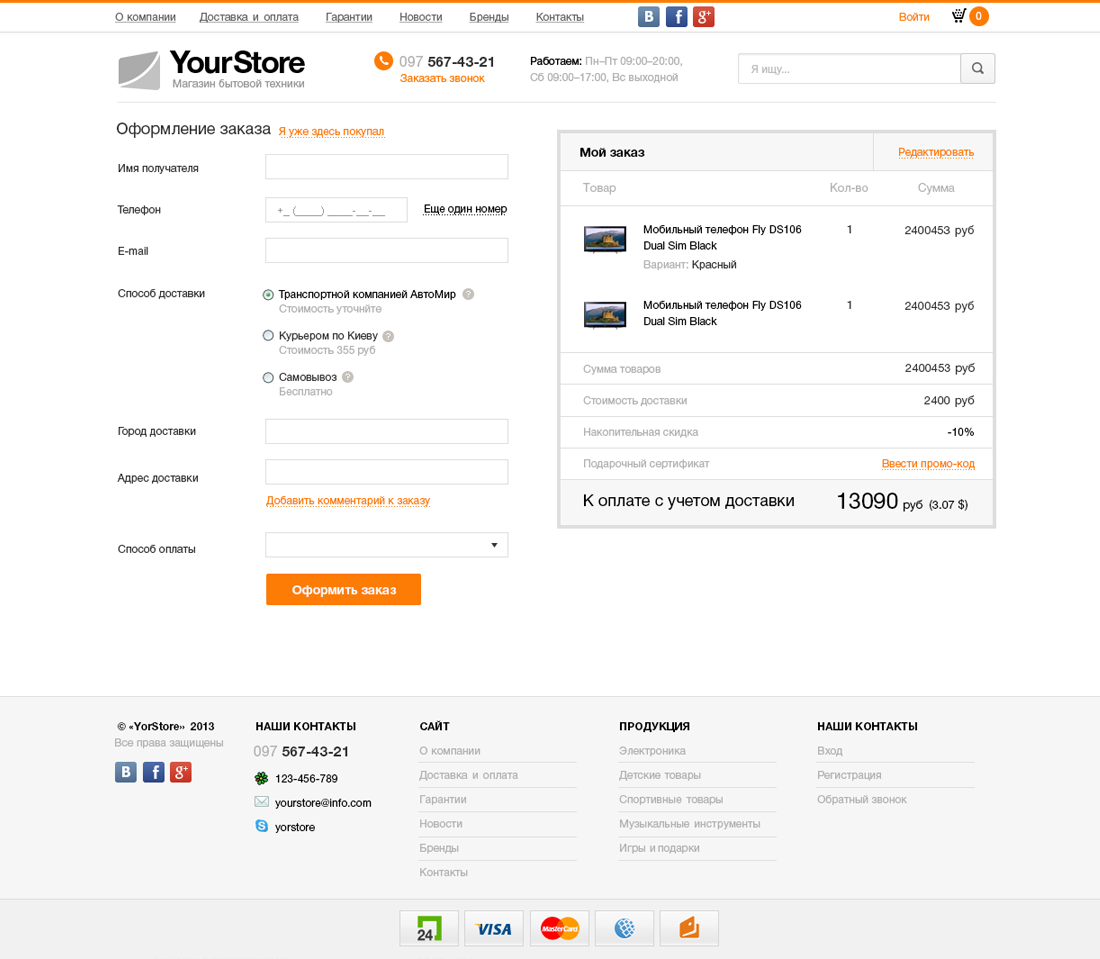 О компании
Доставка и оплата
Гарантии
Новости
Бренды
Контакты
B f g+
Войти
0
YourStore
Магазин бытовой техники
097 567-43-21
Заказать звонок
Работаем: Пн–Пт 09:00–20:00,
Сб 09:00–17:00, Вс выходной
Я ищу...
Оформление заказа
Я уже здесь покупал
Имя получателя
Телефон
+_ (____) ____-__-__
Еще один номер
E-mail
Способ доставки
Транспортной компанией АвтоМир ?
Стоимость уточнйте
Курьером по Киеву ?
Стоимость 355 руб
Самовывоз ?
Бесплатно
Город доставки
Адрес доставки
Добавить комментарий к заказу
Способ оплаты
Оформить заказ
Мой заказ
Редактировать
Товар
Кол-во
Сумма
Мобильный телефон Fly DS106
Dual Sim Black
Вариант: Красный
1
2400453 руб
Мобильный телефон Fly DS106
Dual Sim Black
1
2400453 руб
Сумма товаров
2400453 руб
Стоимость доставки
2400 руб
Накопительная скидка
-10%
Подарочный сертификат
Ввести промо-код
К оплате с учетом доставки
13090 руб (3.07 $)
© «YorStore» 2013
Все права защищены
B f g+
НАШИ КОНТАКТЫ
097 567-43-21
123-456-789
yourstore@info.com
yorstore
САЙТ
О компании
Доставка и оплата
Гарантии
Новости
Бренды
Контакты
ПРОДУКЦИЯ
Электроника
Детские товары
Спортивные товары
Музыкальные инструменты
Игры и подарки
НАШИ КОНТАКТЫ
Вход
Регистрация
Обратный звонок
24
VISA
MasterCard